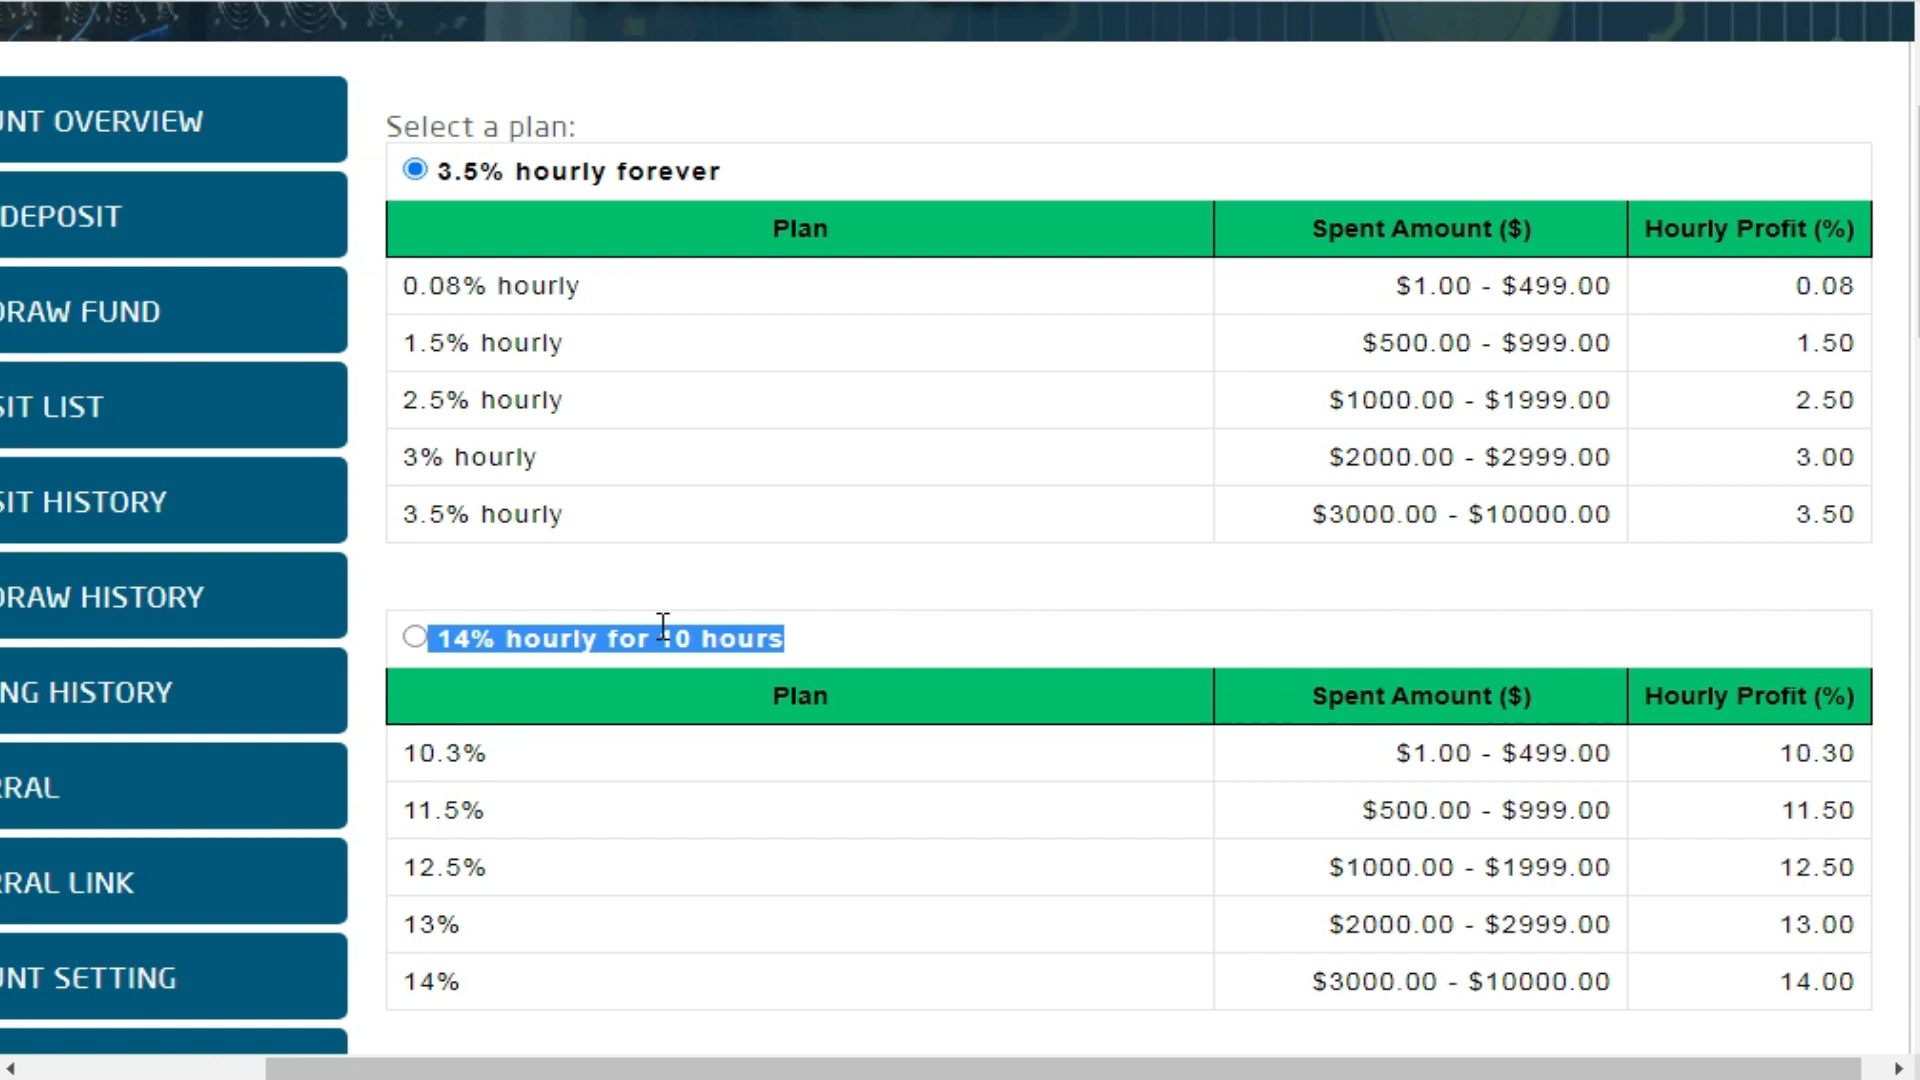 UNT OVERVIEW
DEPOSIT
DRAW FUND
SIT LIST
SIT HISTORY
DRAW HISTORY
NG HISTORY
RRAL
RRAL LINK
UNT SETTING
Select a plan:
3.5% hourly forever
Plan Spent Amount ($) Hourly Profit (%)
0.08% hourly $1.00 - $499.00 0.08
1.5% hourly $500.00 - $999.00 1.50
2.5% hourly $1000.00 - $1999.00 2.50
3% hourly $2000.00 - $2999.00 3.00
3.5% hourly $3000.00 - $10000.00 3.50
14% hourly for 10 hours
Plan Spent Amount ($) Hourly Profit (%)
10.3% $1.00 - $499.00 10.30
11.5% $500.00 - $999.00 11.50
12.5% $1000.00 - $1999.00 12.50
13% $2000.00 - $2999.00 13.00
14% $3000.00 - $10000.00 14.00